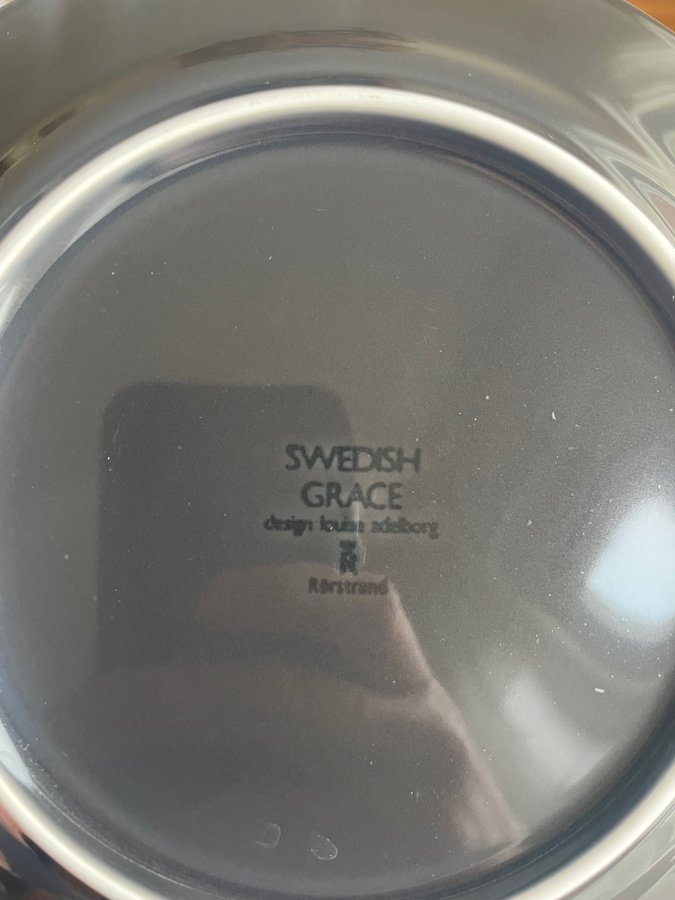 SWEDISH
GRACE
design louise adelborg
R
Rörstrand